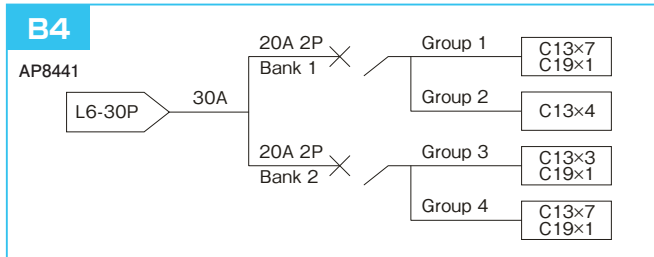 B4
AP8441
L6-30P
30A
20A 2P
Bank 1
Group 1
C13×7
C19×1
Group 2
C13×4
20A 2P
Bank 2
Group 3
C13×3
C19×1
Group 4
C13×7
C19×1